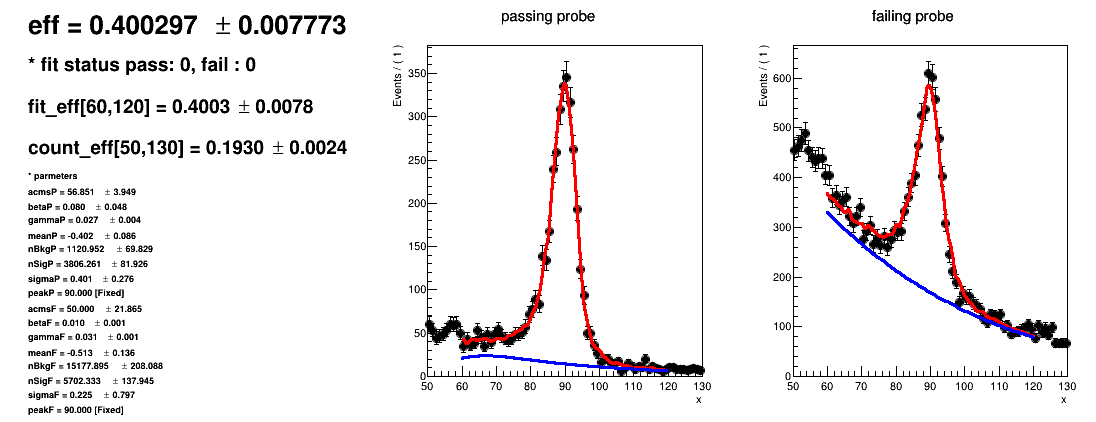 eff = 0.400297 ± 0.007773
* fit status pass: 0, fail : 0
fit_eff[60,120] = 0.4003 ± 0.0078
count_eff[50,130] = 0.1930 ± 0.0024
* parmeters
acmsP = 56.851 ± 3.949
betaP = 0.080 ± 0.048
gammaP = 0.027 ± 0.004
meanP = -0.402 ± 0.086
nBkgP = 1120.952 ± 69.829
nSigP = 3806.261 ± 81.926
sigmaP = 0.401 ± 0.276
peakP = 90.000 [Fixed]
acmsF = 50.000 ± 21.865
betaF = 0.010 ± 0.001
gammaF = 0.031 ± 0.001
meanF = -0.513 ± 0.136
nBkgF = 15177.895 ± 208.088
nSigF = 5702.333 ± 137.945
sigmaF = 0.225 ± 0.797
peakF = 90.000 [Fixed]
passing probe
Events / ( 1 )
350
300
250
200
150
100
50
0
50 60 70 80 90 100 110 120 130
x
failing probe
Events / ( 1 )
600
500
400
300
200
100
0
50 60 70 80 90 100 110 120 130
x